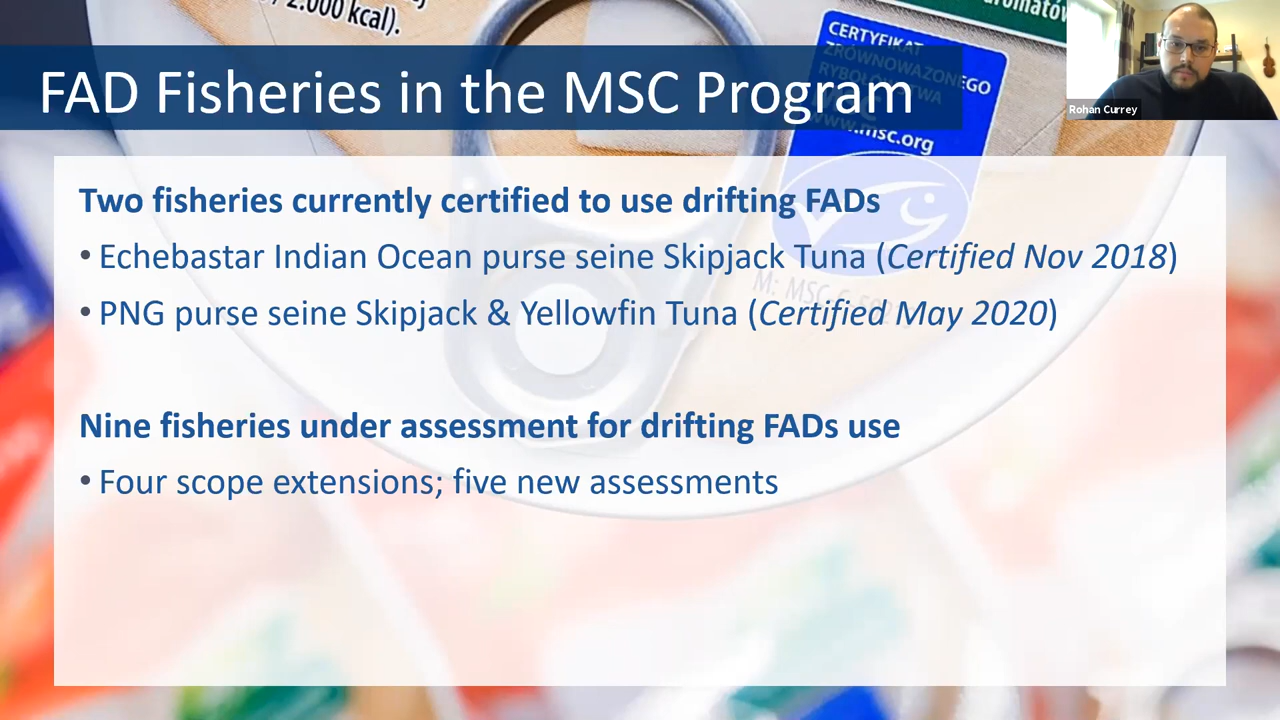 2.000 kcal).
CERTYFIKAT
ZRÓWNOWAŻONEGO
RYBOŁÓWSTWA
www.msc.org
FAD Fisheries in the MSC Program
Rohan Currey
Two fisheries currently certified to use drifting FADs
• Echebastar Indian Ocean purse seine Skipjack Tuna (Certified Nov 2018)
• PNG purse seine Skipjack & Yellowfin Tuna (Certified May 2020)
Nine fisheries under assessment for drifting FADs use
• Four scope extensions; five new assessments